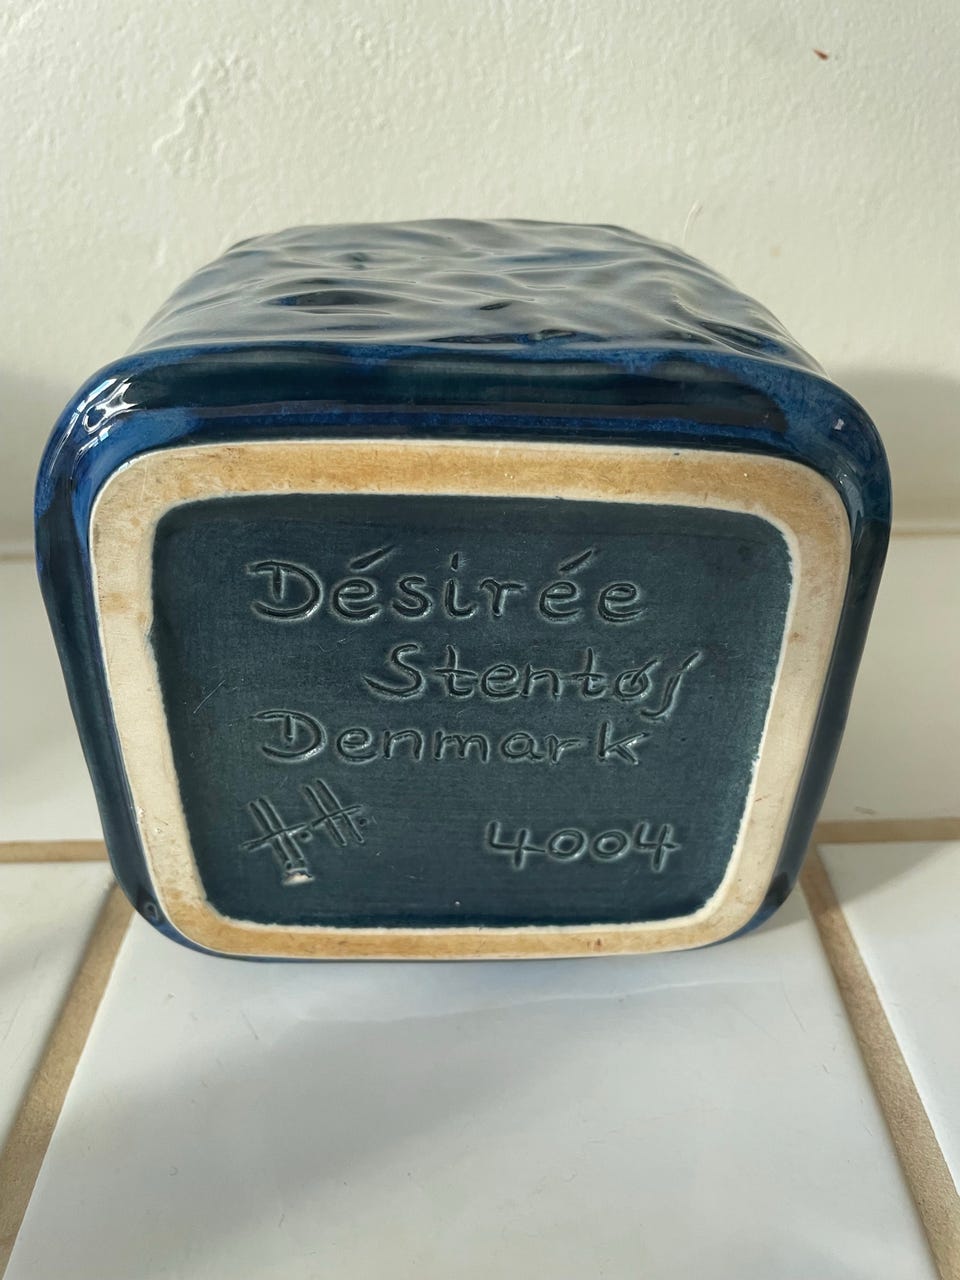 Désirée
Stentøj
Denmark
H.H. 4004